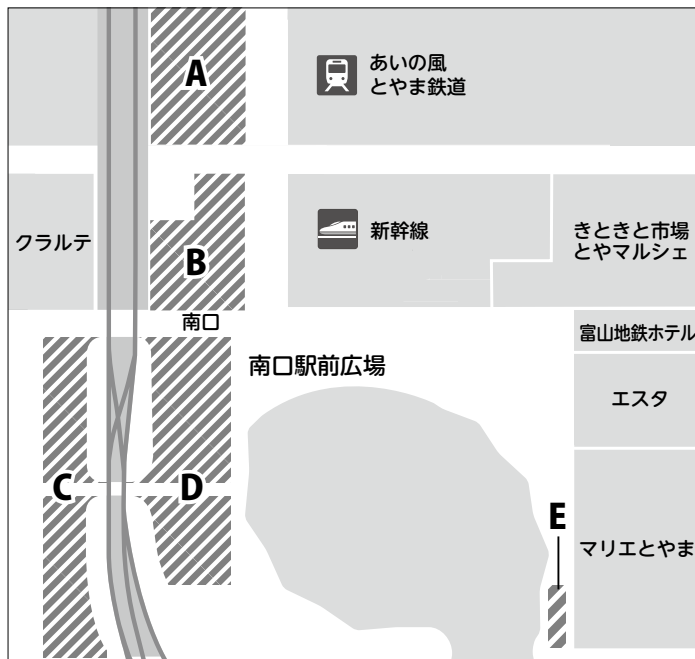 A
あいの風
とやま鉄道
クラルテ
B
新幹線
きときと市場
とやマルシェ
南口
富山地鉄ホテル
南口駅前広場
エスタ
C
D
E
マリエとやま